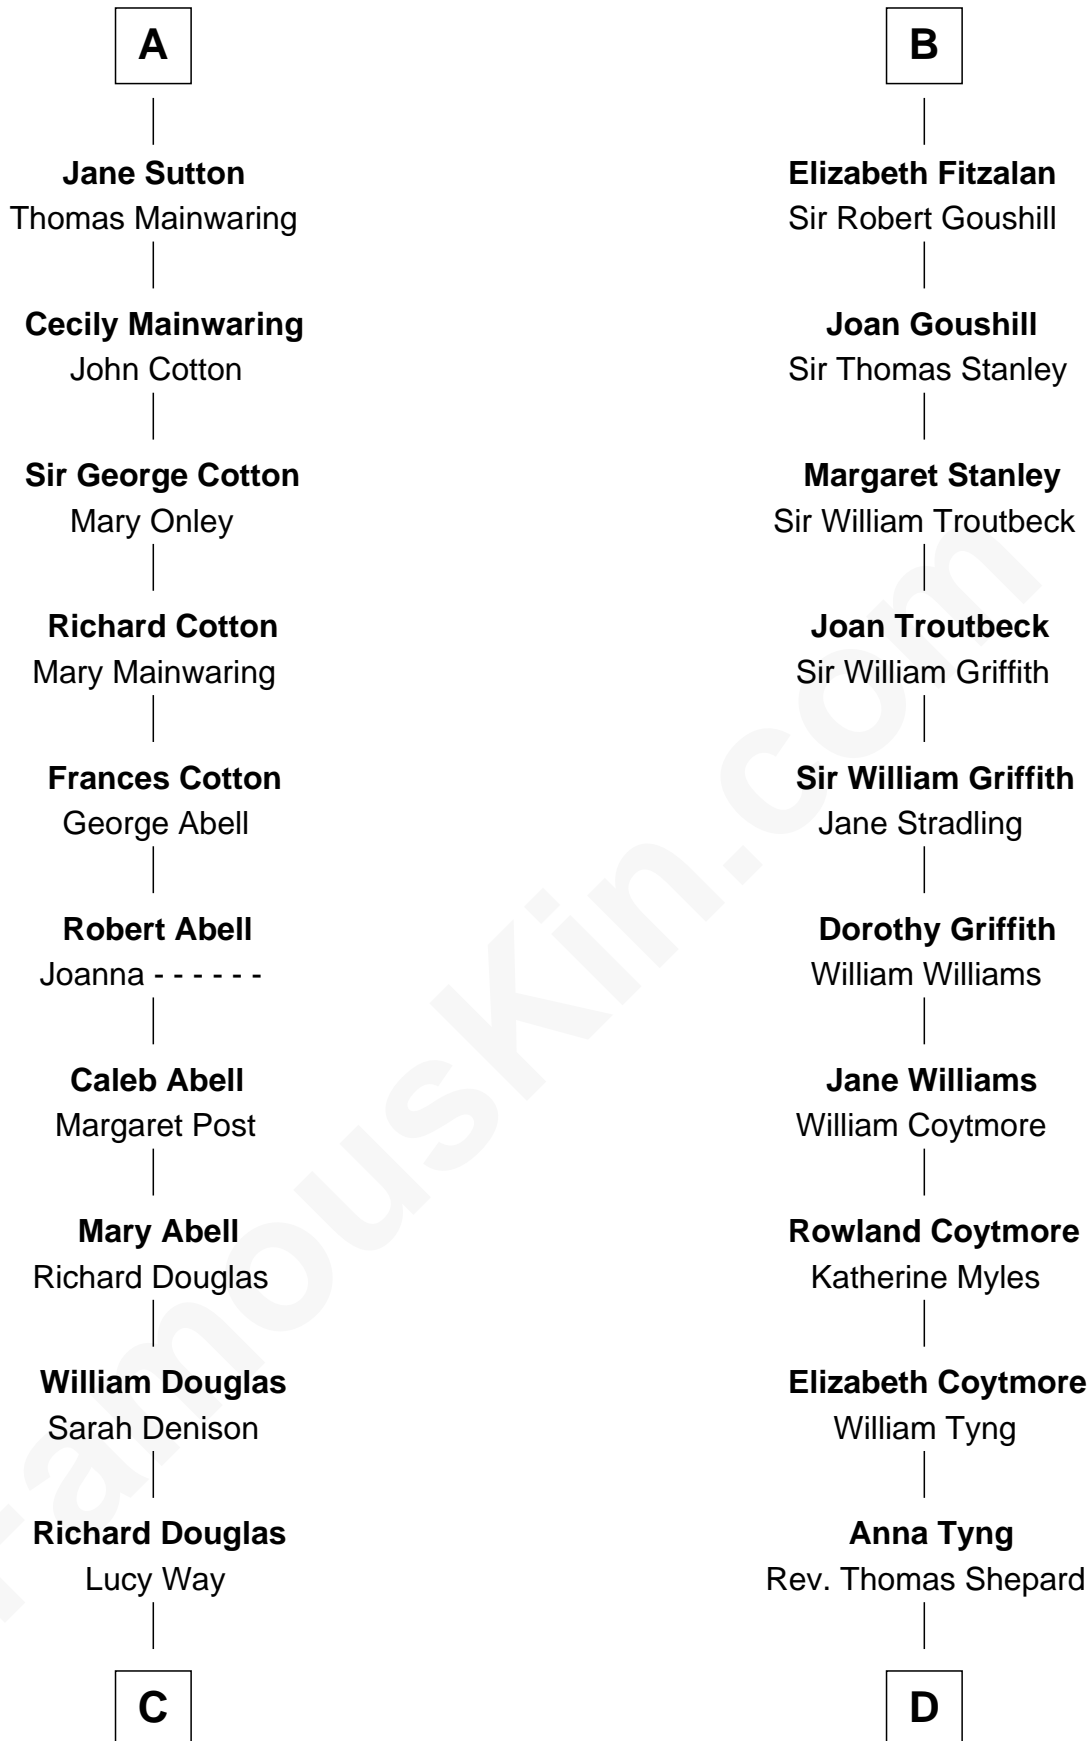 A
Jane Sutton
Thomas Mainwaring
Cecily Mainwaring
John Cotton
Sir George Cotton
Mary Onley
Richard Cotton
Mary Mainwaring
Frances Cotton
George Abell
Robert Abell
Joanna - - - - - -
Caleb Abell
Margaret Post
Mary Abell
Richard Douglas
William Douglas
Sarah Denison
Richard Douglas
Lucy Way
C
B
Elizabeth Fitzalan
Sir Robert Goushill
Joan Goushill
Sir Thomas Stanley
Margaret Stanley
Sir William Troutbeck
Joan Troutbeck
Sir William Griffith
Sir William Griffith
Jane Stradling
Dorothy Griffith
William Williams
Jane Williams
William Coytmore
Rowland Coytmore
Katherine Myles
Elizabeth Coytmore
William Tyng
Anna Tyng
Rev. Thomas Shepard
D
FamousKin.com